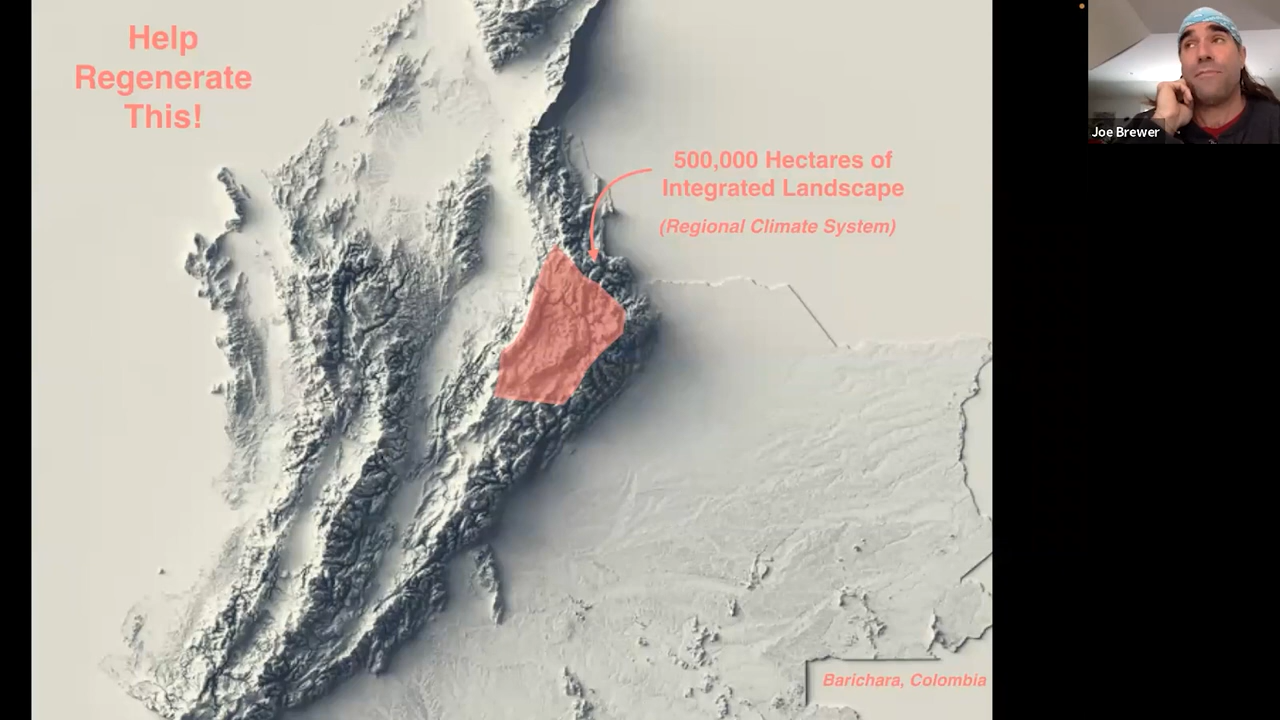 Help
Regenerate
This!
500,000 Hectares of
Integrated Landscape
(Regional Climate System)
Barichara, Colombia
Joe Brewer